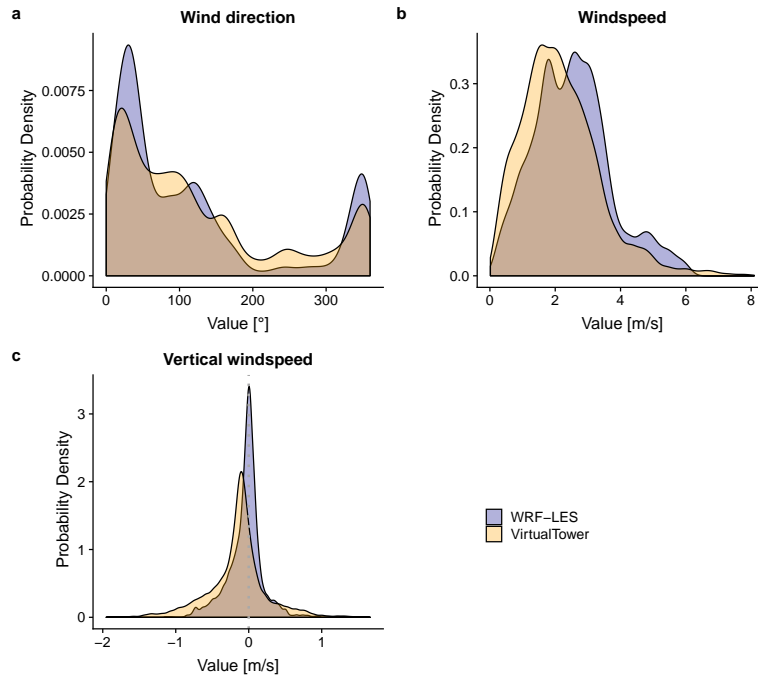 a
Wind direction
Probability Density
0.0075
0.0050
0.0025
0.0000
0
100
200
300
Value [°]
b
Windspeed
Probability Density
0.3
0.2
0.1
0.0
0
2
4
6
8
Value [m/s]
c
Vertical windspeed
Probability Density
3
2
1
0
−2
−1
0
1
Value [m/s]
WRF−LES
VirtualTower